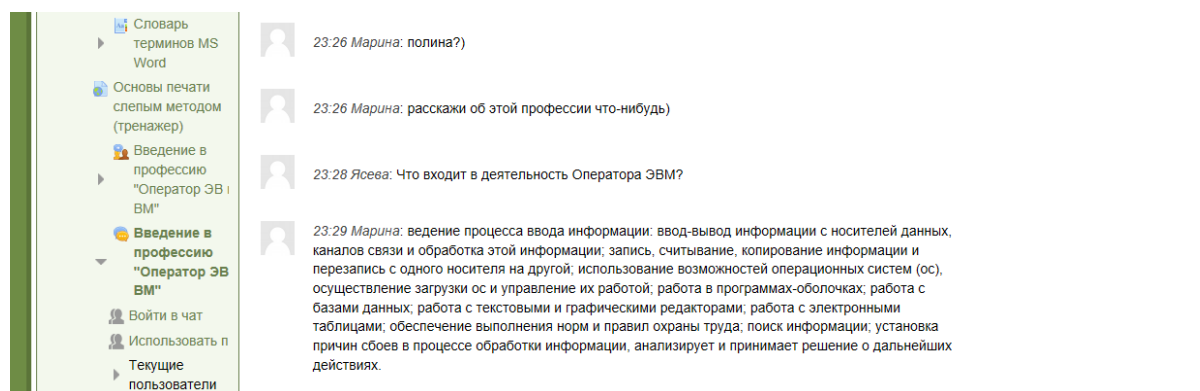 Словарь
терминов MS
Word
Основы печати
слепым методом
(тренажер)
Введение в
профессию
"Оператор ЭВ
ВМ"
Введение в
профессию
"Оператор ЭВ
ВМ"
Войти в чат
Использовать п
Текущие
пользователи
23:26 Марина: полина?)
23:26 Марина: расскажи об этой профессии что-нибудь)
23:28 Ясева: Что входит в деятельность Оператора ЭВМ?
23:29 Марина: ведение процесса ввода информации: ввод-вывод информации с носителей данных,
каналов связи и обработка этой информации; запись, считывание, копирование информации и
перезапись с одного носителя на другой; использование возможностей операционных систем (ос),
осуществление загрузки ос и управление их работой; работа в программах-оболочках; работа с
базами данных; работа с текстовыми и графическими редакторами; работа с электронными
таблицами; обеспечение выполнения норм и правил охраны труда; поиск информации; установка
причин сбоев в процессе обработки информации, анализирует и принимает решение о дальнейших
действиях.